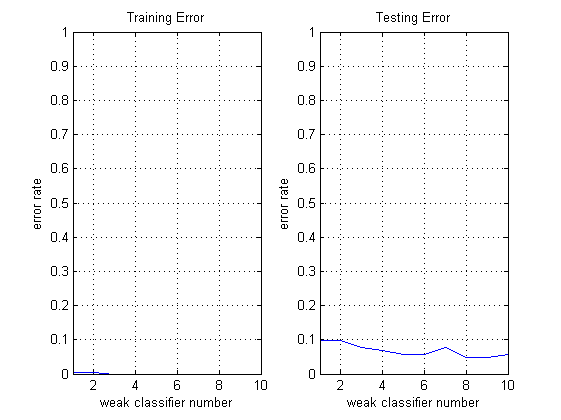 Training Error
1
0.9
0.8
0.7
0.6
0.5
0.4
0.3
0.2
0.1
0
error rate
2 4 6 8 10
weak classifier number
Testing Error
1
0.9
0.8
0.7
0.6
0.5
0.4
0.3
0.2
0.1
0
error rate
2 4 6 8 10
weak classifier number